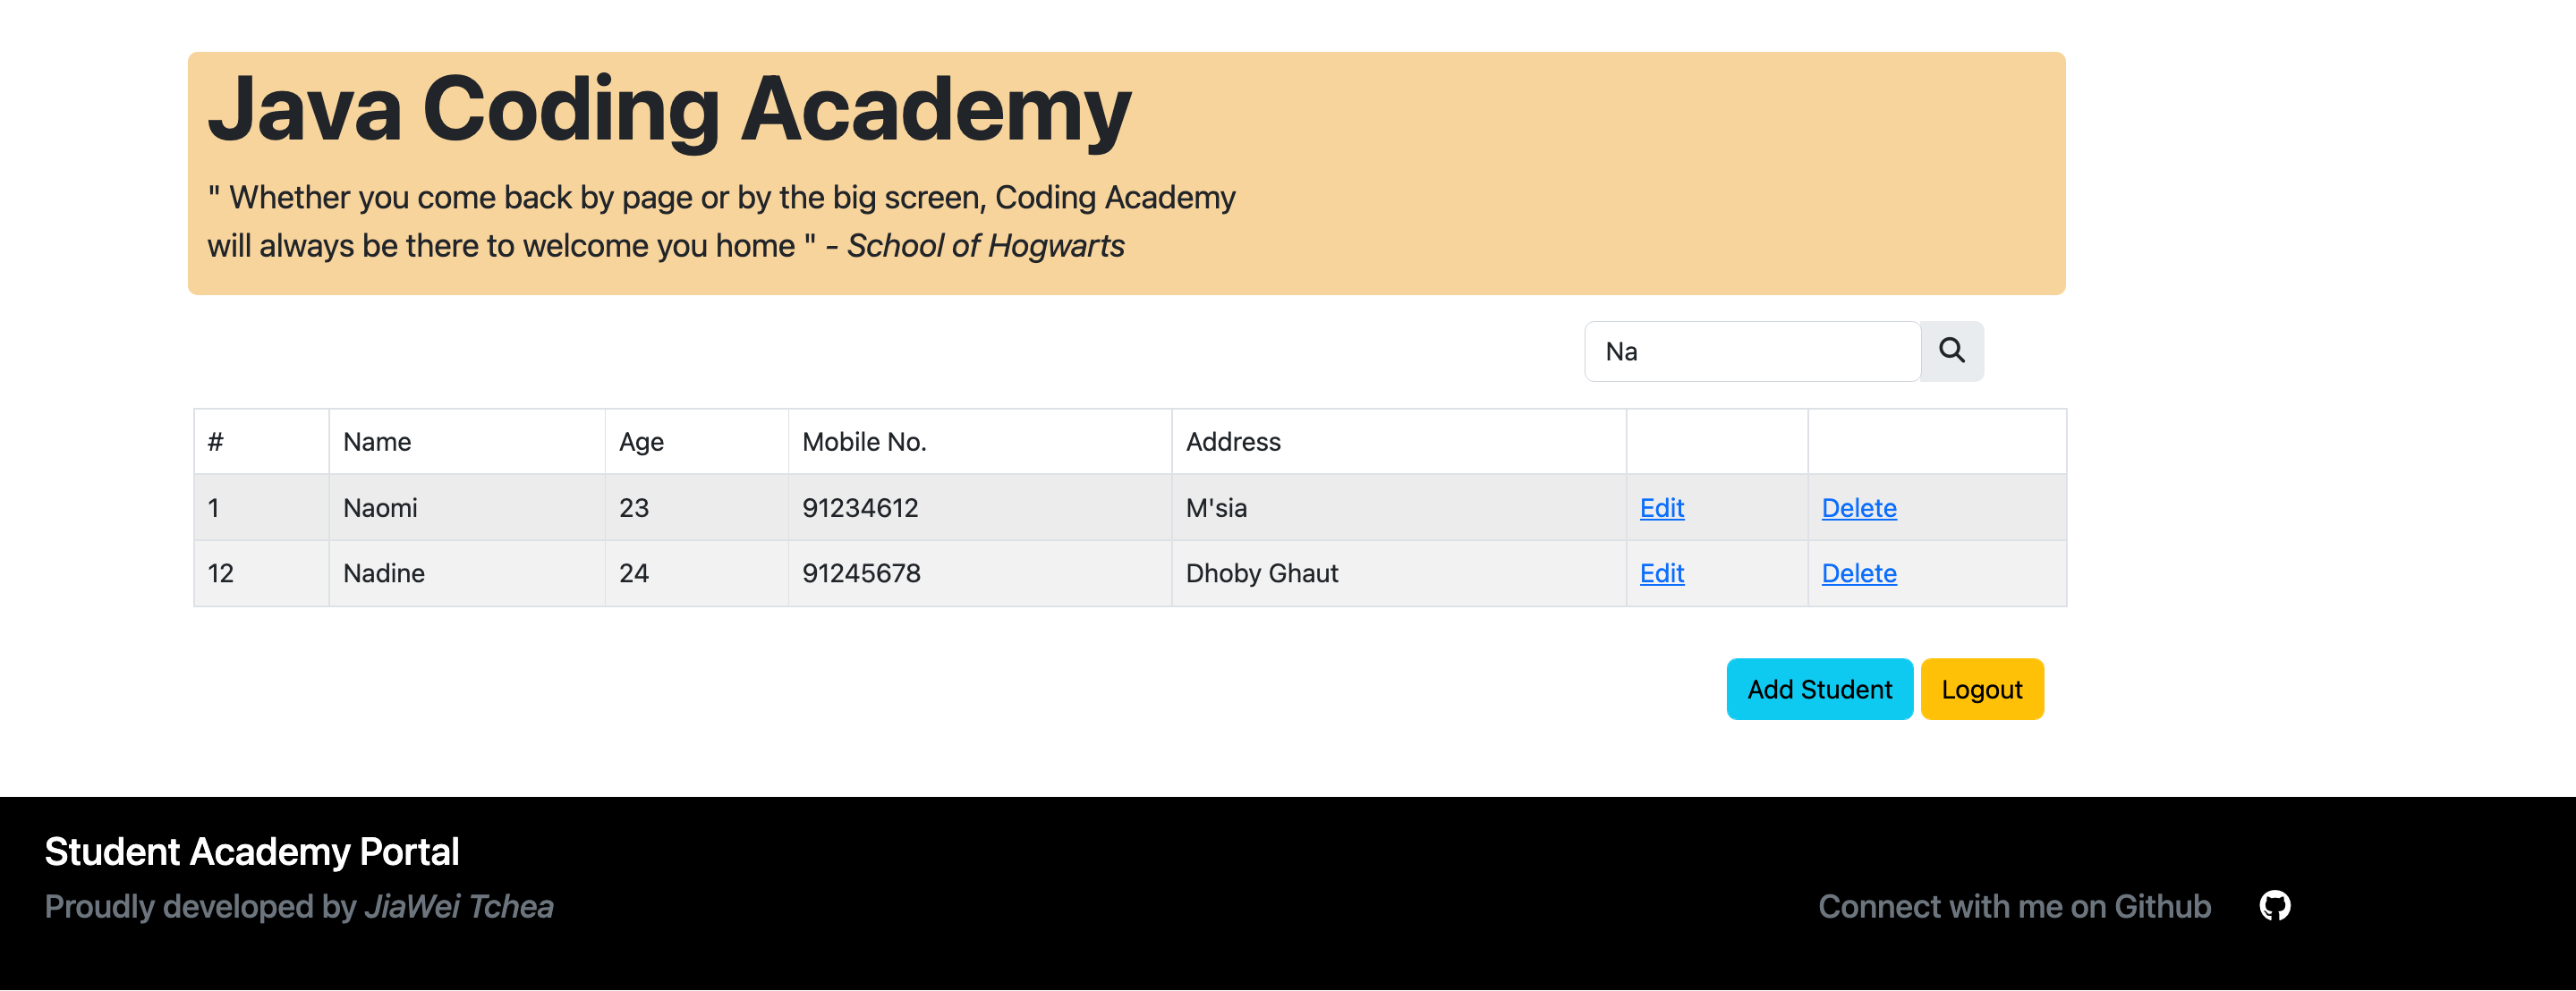 Java Coding Academy
" Whether you come back by page or by the big screen, Coding Academy
will always be there to welcome you home " - School of Hogwarts
Na
# Name Age Mobile No. Address
1 Naomi 23 91234612 M'sia Edit Delete
12 Nadine 24 91245678 Dhoby Ghaut Edit Delete
Add Student Logout
Student Academy Portal
Proudly developed by JiaWei Tchea Connect with me on Github